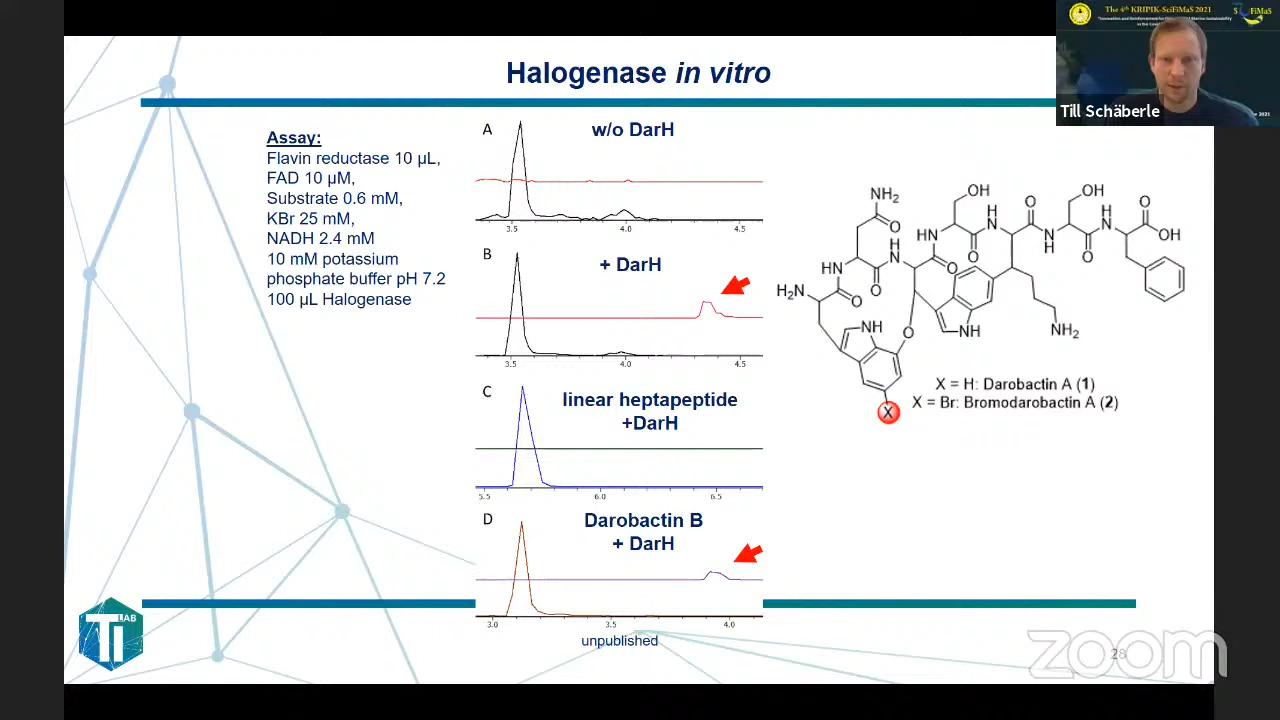 The 4th KRIPIK-SciFiMaS 2021
Till Schäberle
Halogenase in vitro
Assay:
Flavin reductase 10 µL,
FAD 10 µM,
Substrate 0.6 mM,
KBr 25 mM,
NADH 2.4 mM
10 mM potassium
phosphate buffer pH 7.2
100 µL Halogenase
A
w/o DarH
3.5 4.0 4.5
B
+ DarH
3.5 4.0 4.5
C
linear heptapeptide
+DarH
5.5 6.0 6.5
D
Darobactin B
+ DarH
3.0 3.5 4.0
unpublished
NH2
OH
OH
O
O
H
N
O
H
N
OH
O
HN
O
N
H
O
HN
H
N
O
O
H2N
O
NH
O
NH
NH2
X
X = H: Darobactin A (1)
X = Br: Bromodarobactin A (2)
Ti LAB
28
zoom